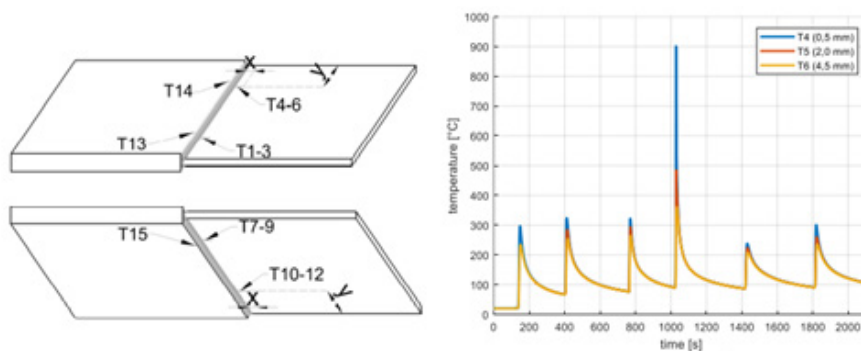 X
Y
T14
T4-6
T13
T1-3
T7-9
T15
T10-12
X
Y
1000
900
800
700
600
500
400
300
200
100
0
temperature [°C]
T4 (0,5 mm)
T5 (2,0 mm)
T6 (4,5 mm)
0 200 400 600 800 1000 1200 1400 1600 1800 2000
time [s]